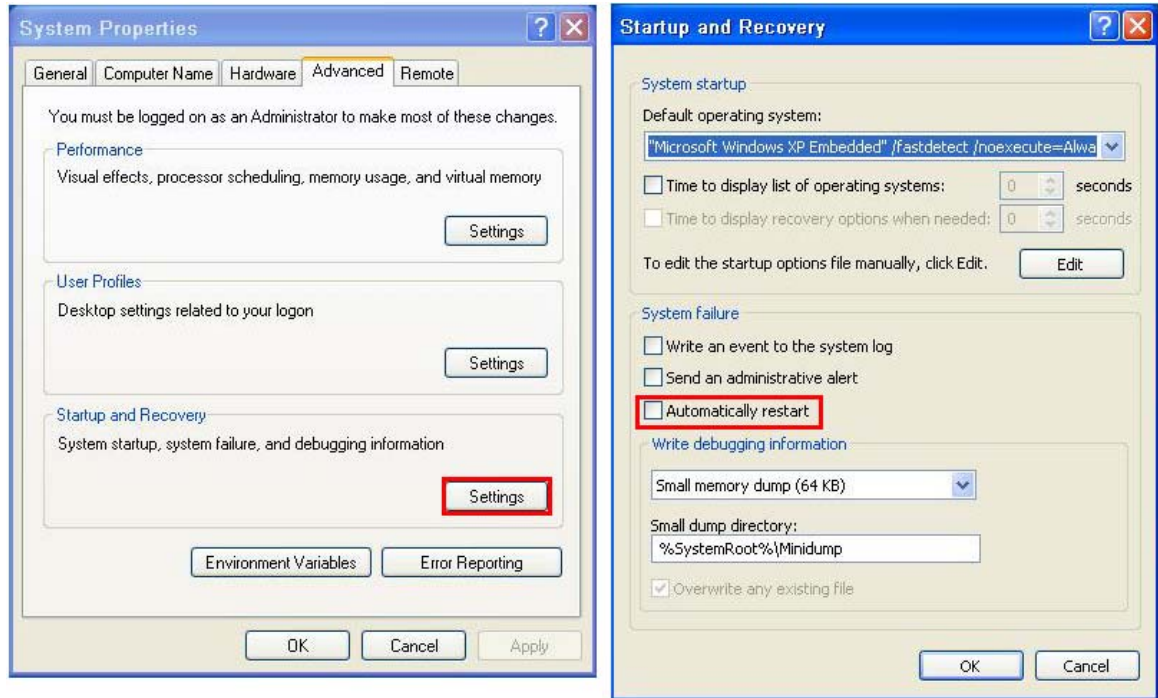 System Properties
General
Computer Name
Hardware
Advanced
Remote
You must be logged on as an Administrator to make most of these changes.
Performance
Visual effects, processor scheduling, memory usage, and virtual memory
Settings
User Profiles
Desktop settings related to your logon
Settings
Startup and Recovery
System startup, system failure, and debugging information
Settings
Environment Variables
Error Reporting
OK
Cancel
Apply
Startup and Recovery
System startup
Default operating system:
"Microsoft Windows XP Embedded" /fastdetect /noexecute=Alwa
Time to display list of operating systems: 0 seconds
Time to display recovery options when needed: 0 seconds
To edit the startup options file manually, click Edit.
Edit
System failure
Write an event to the system log
Send an administrative alert
Automatically restart
Write debugging information
Small memory dump (64 KB)
Small dump directory:
%SystemRoot%\Minidump
Overwrite any existing file
OK
Cancel